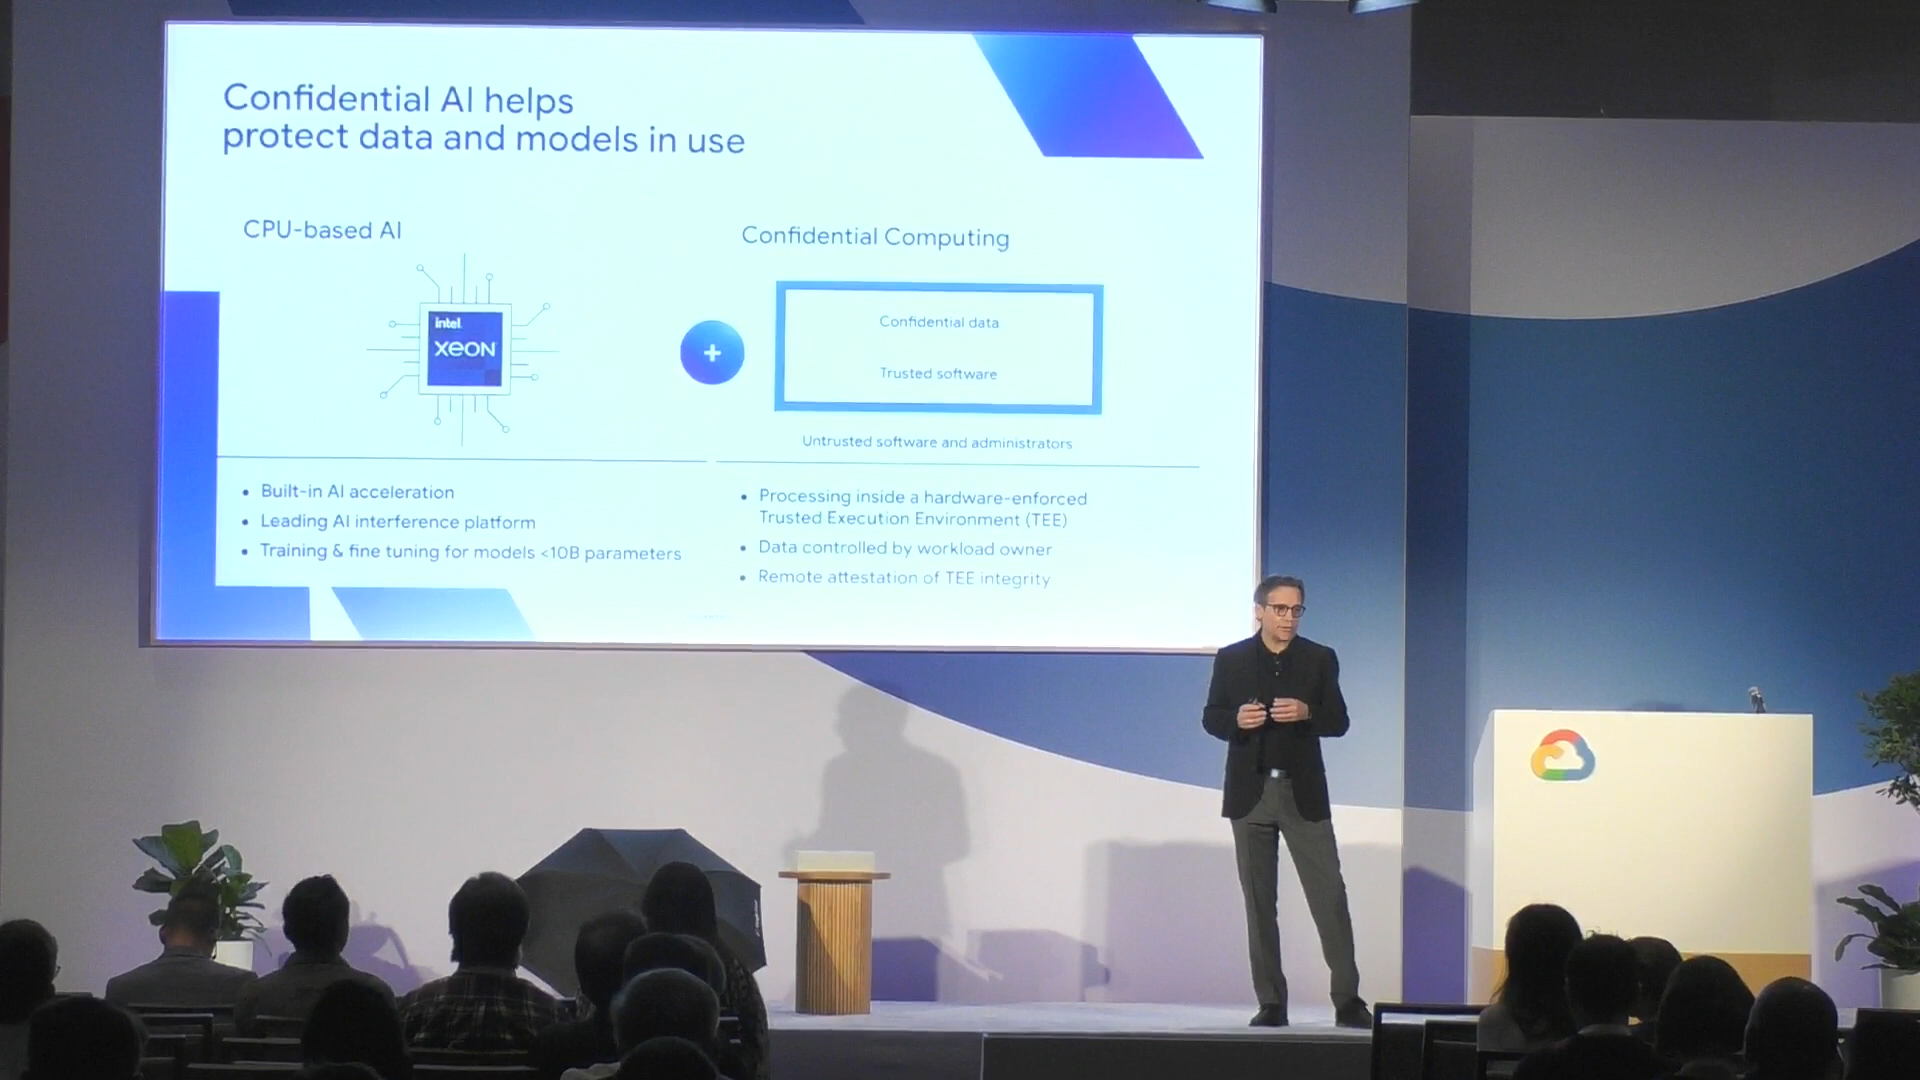 Confidential AI helps
protect data and models in use
CPU-based AI
intel
XEON
+
Confidential Computing
Confidential data
Trusted software
Untrusted software and administrators
• Built-in AI acceleration
• Leading AI interference platform
• Training & fine tuning for models <10B parameters
• Processing inside a hardware-enforced
Trusted Execution Environment (TEE)
• Data controlled by workload owner
• Remote attestation of TEE integrity